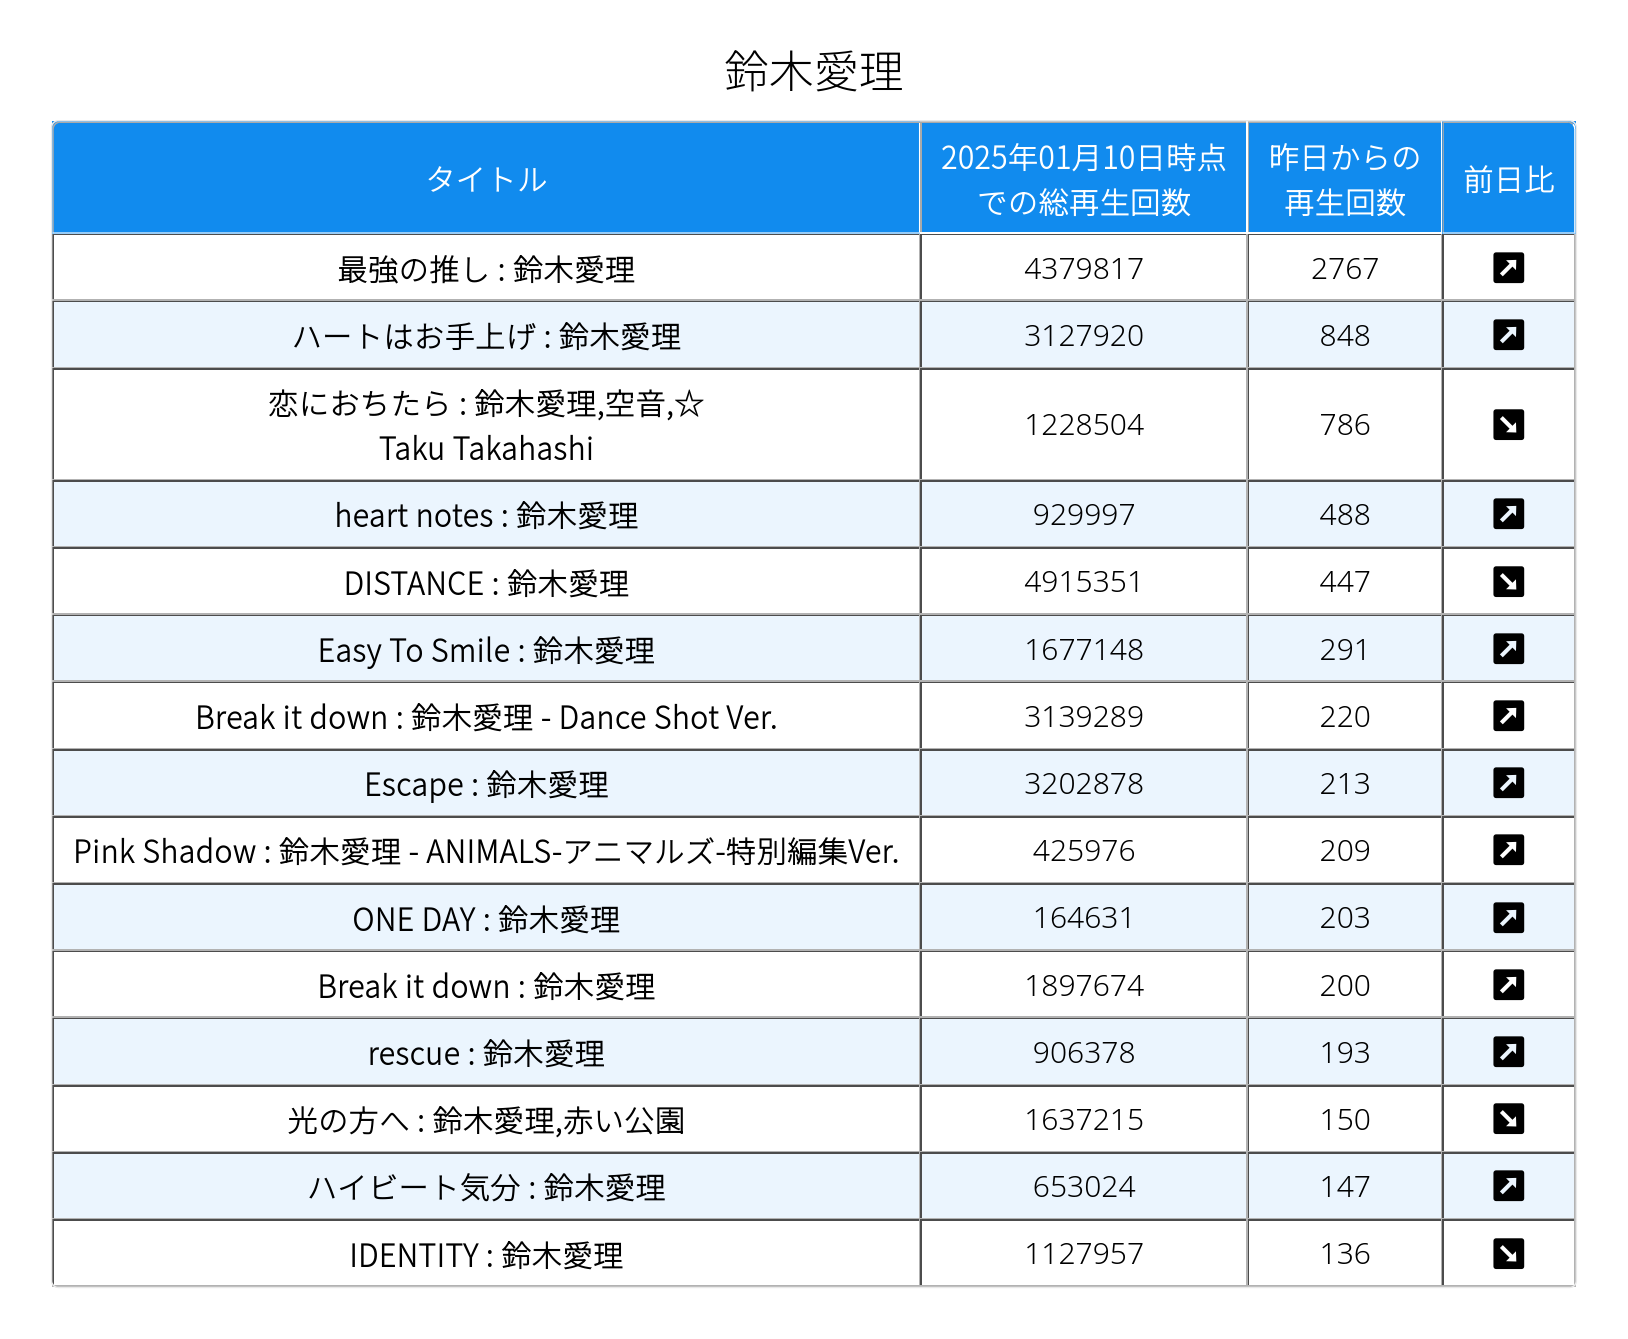 鈴木愛理
タイトル
2025年01月10日時点
での総再生回数
昨日からの
再生回数
前日比
最強の推し : 鈴木愛理 4379817 2767
ハートはお手上げ : 鈴木愛理 3127920 848
恋におちたら : 鈴木愛理,空音,☆
Taku Takahashi 1228504 786
heart notes : 鈴木愛理 929997 488
DISTANCE : 鈴木愛理 4915351 447
Easy To Smile : 鈴木愛理 1677148 291
Break it down : 鈴木愛理 - Dance Shot Ver. 3139289 220
Escape : 鈴木愛理 3202878 213
Pink Shadow : 鈴木愛理 - ANIMALS-アニマルズ-特別編集Ver. 425976 209
ONE DAY : 鈴木愛理 164631 203
Break it down : 鈴木愛理 1897674 200
rescue : 鈴木愛理 906378 193
光の方へ : 鈴木愛理,赤い公園 1637215 150
ハイビート気分 : 鈴木愛理 653024 147
IDENTITY : 鈴木愛理 1127957 136